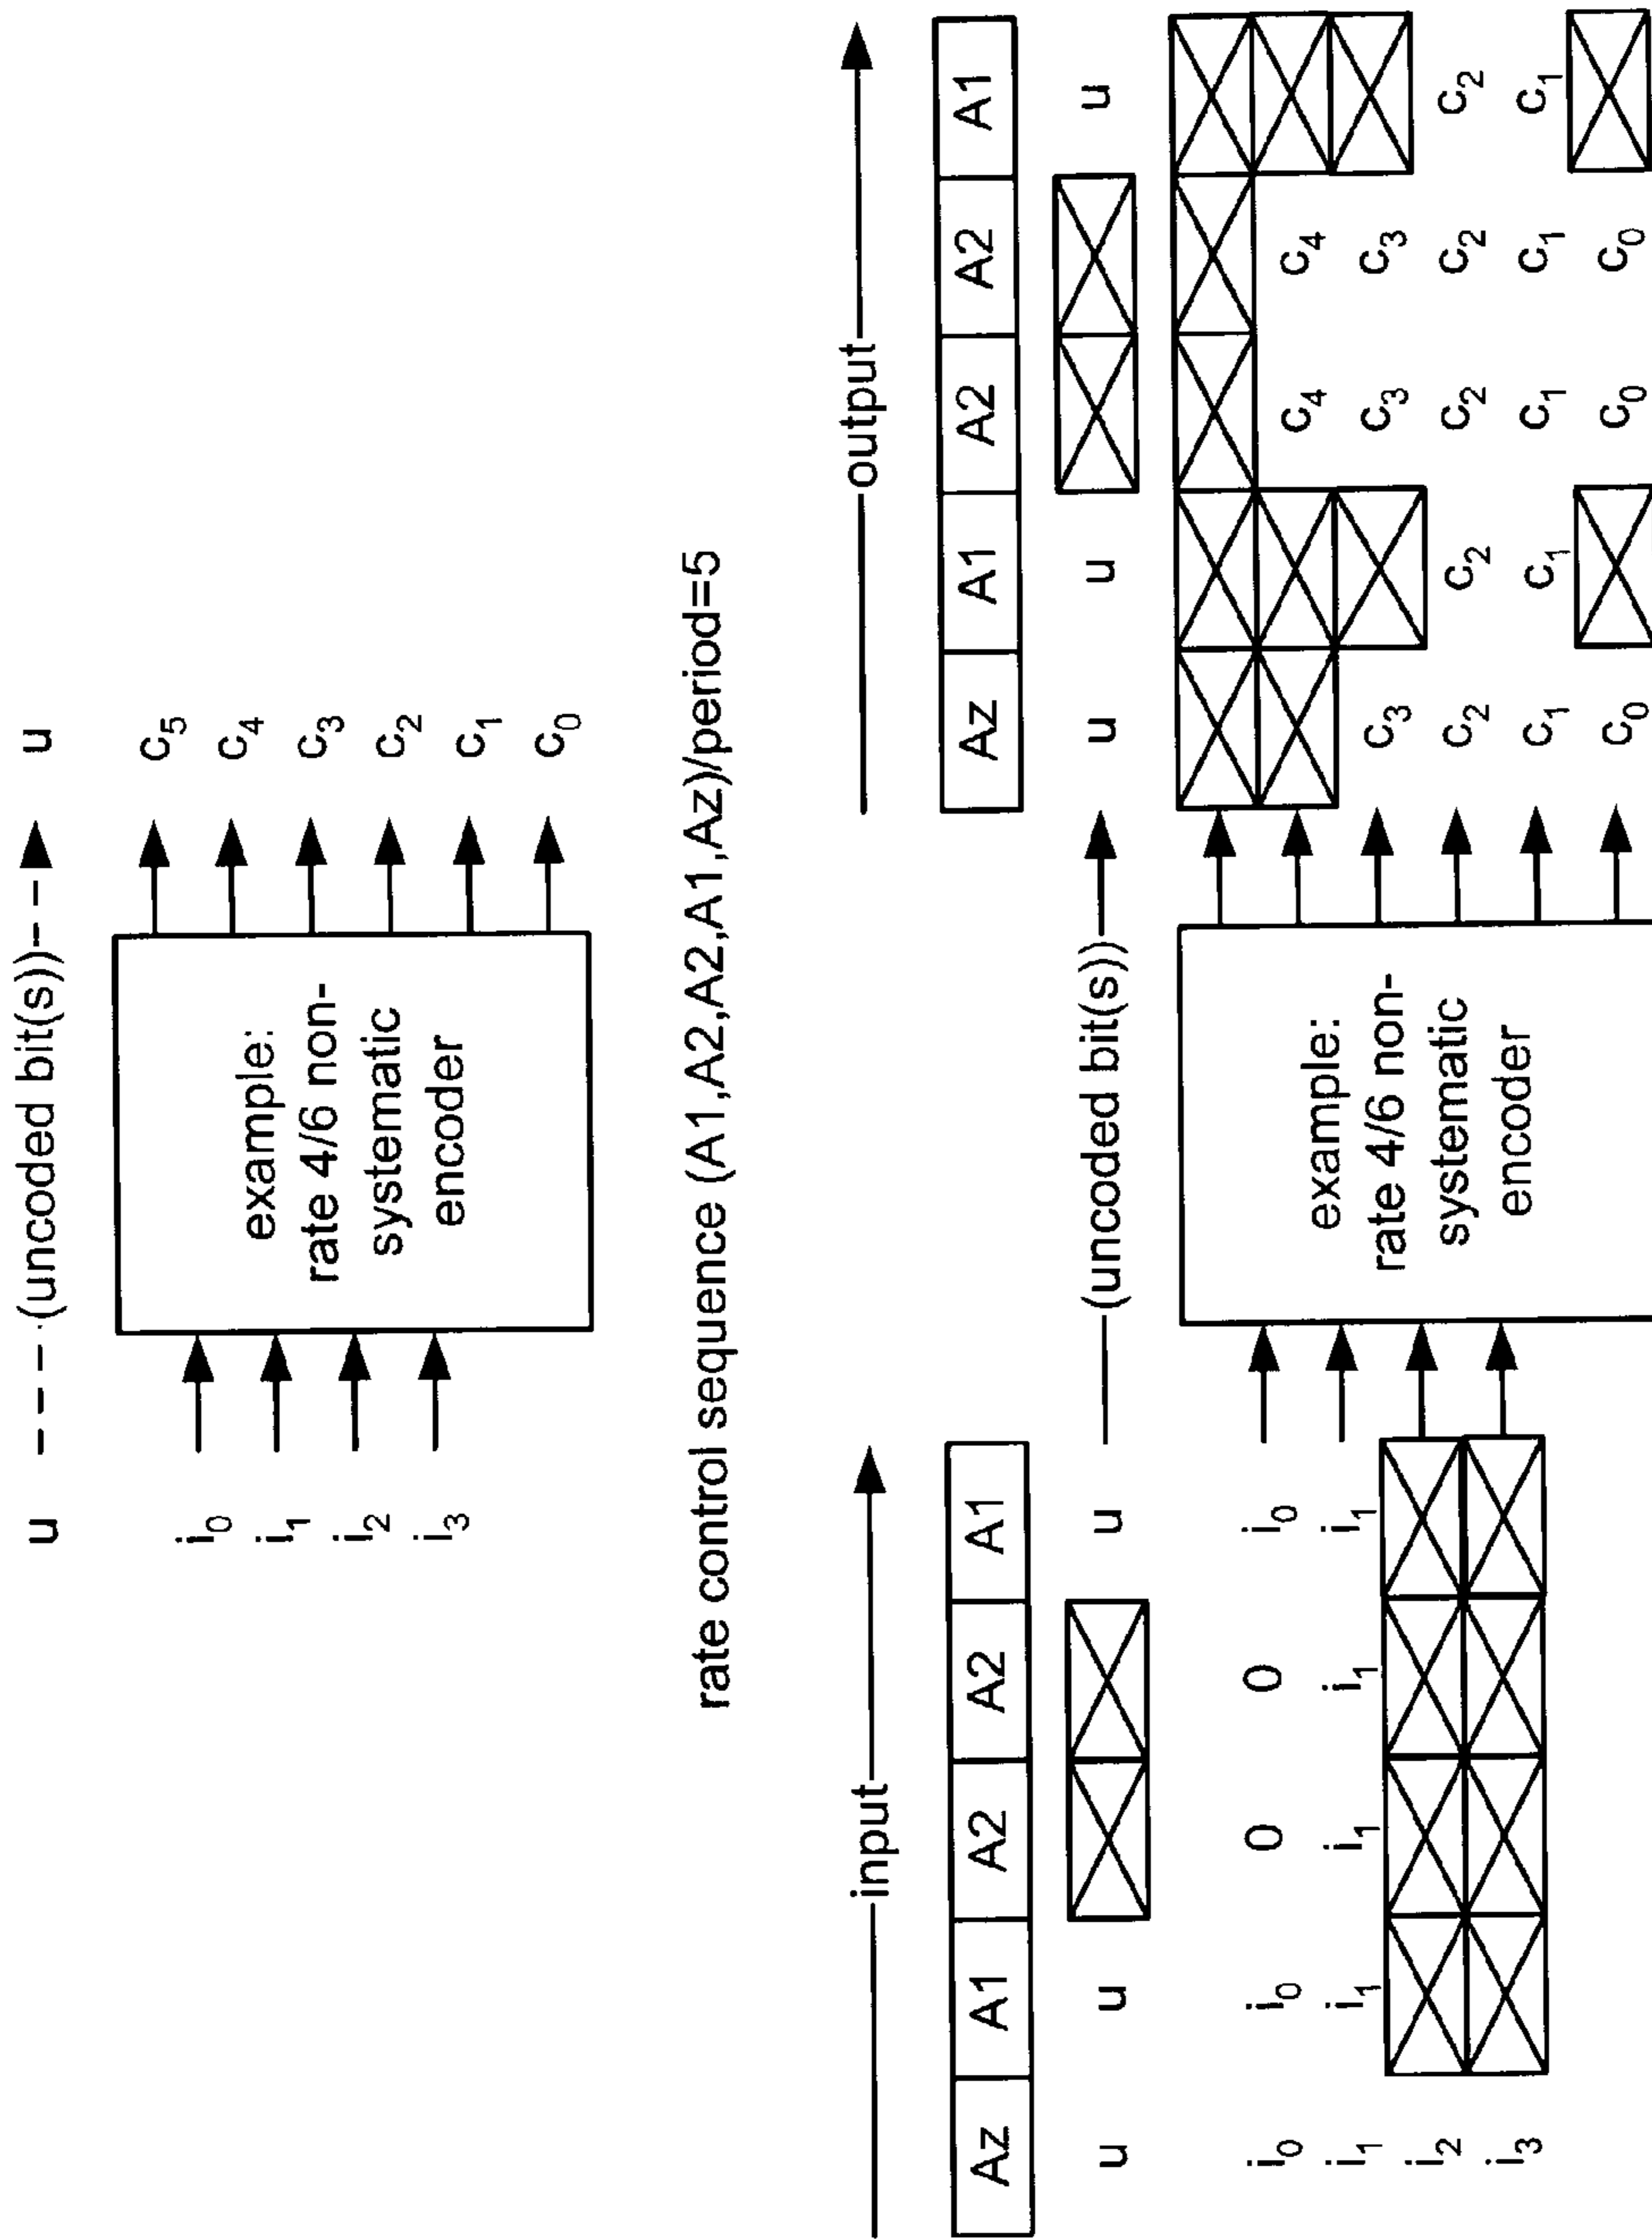 u (uncoded bit(s)) u
i0 i1 i2 i3
example:
rate 4/6 non-
systematic
encoder
c5
c4
c3
c2
c1
c0
rate control sequence (A1,A2,A2,A1,Az)/period=5
input
output
Az A1 A2 A2 A1
Az A1 A2 A2 A1
u u u (uncoded bit(s)) u u u
i0 i0 0 0 i0
i1 i1 i1 i1 i1
i2
i3
example:
rate 4/6 non-
systematic
encoder
c4 c4
c3 c3 c3
c2 c2 c2 c2 c2
c1 c1 c1 c1 c1
c0 c0 c0